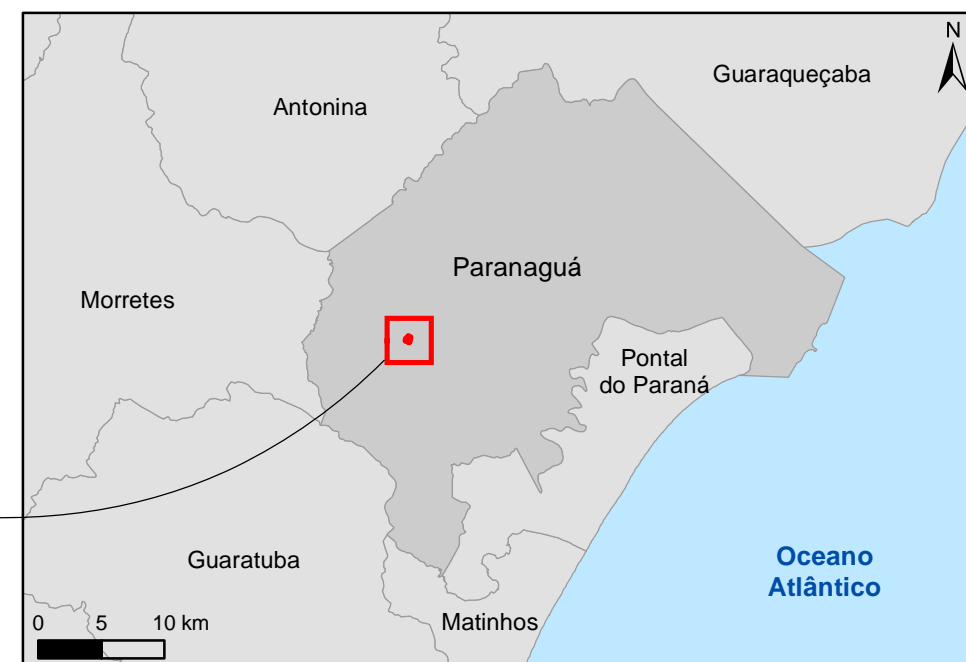 N
Guaraqueçaba
Antonina
Paranaguá
Morretes
Pontal
do Paraná
Guaratuba
Oceano
Atlântico
Matinhos
0 5 10 km